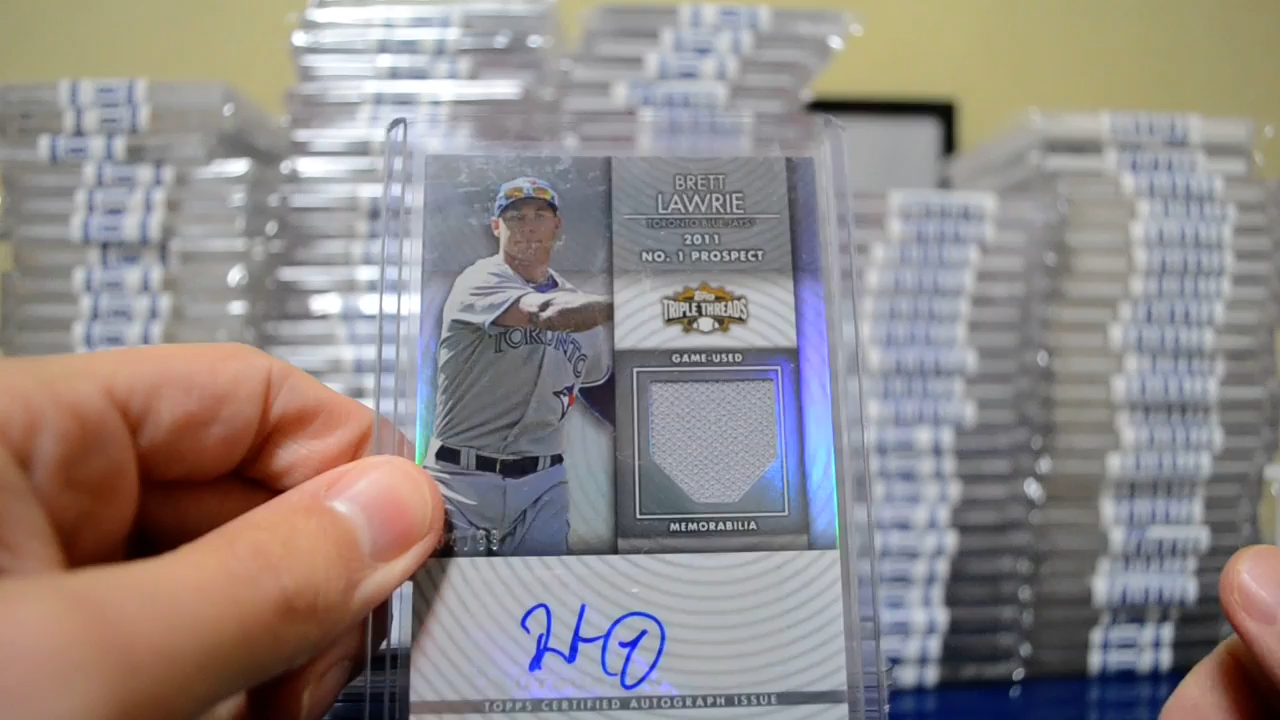 BRETT
LAWRIE
TORONTO BLUE JAYS
2011
NO. 1 PROSPECT
TOPPS
TRIPLE THREADS
GAME-USED
TORONTO
MEMORABILIA
TOPPS CERTIFIED AUTOGRAPH ISSUE